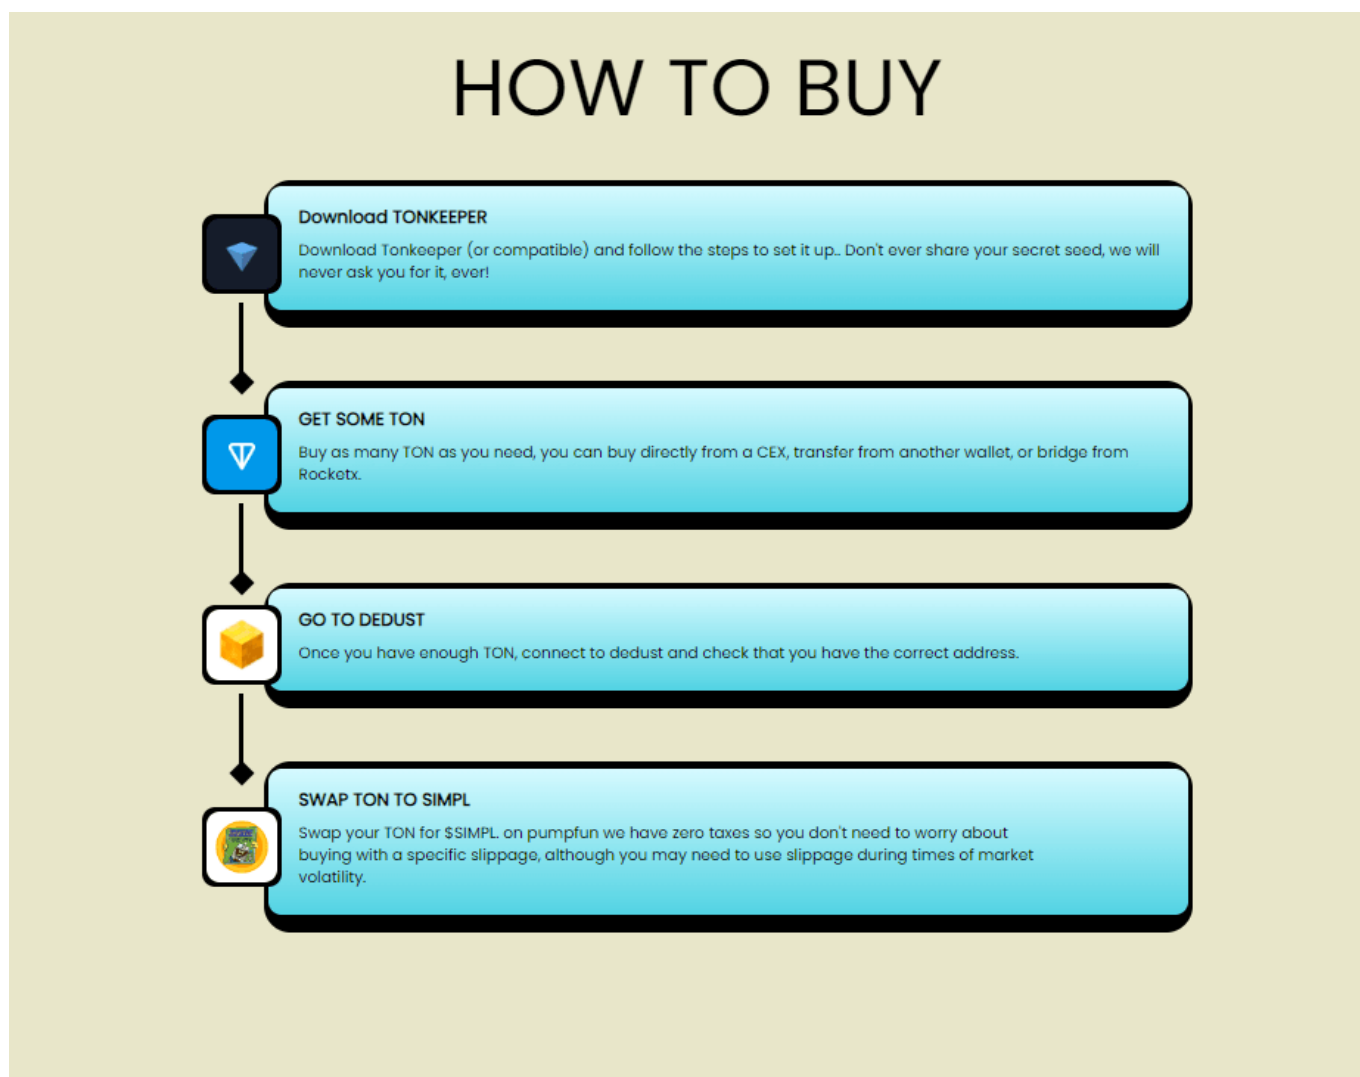 HOW TO BUY
Download TONKEEPER
Download Tonkeeper (or compatible) and follow the steps to set it up.. Don't ever share your secret seed, we will
never ask you for it, ever!
GET SOME TON
Buy as many TON as you need, you can buy directly from a CEX, transfer from another wallet, or bridge from
Rocketx.
GO TO DEDUST
Once you have enough TON, connect to dedust and check that you have the correct address.
SWAP TON TO SIMPL
Swap your TON for $SIMPL. on pumpfun we have zero taxes so you don't need to worry about
buying with a specific slippage, although you may need to use slippage during times of market
volatility.